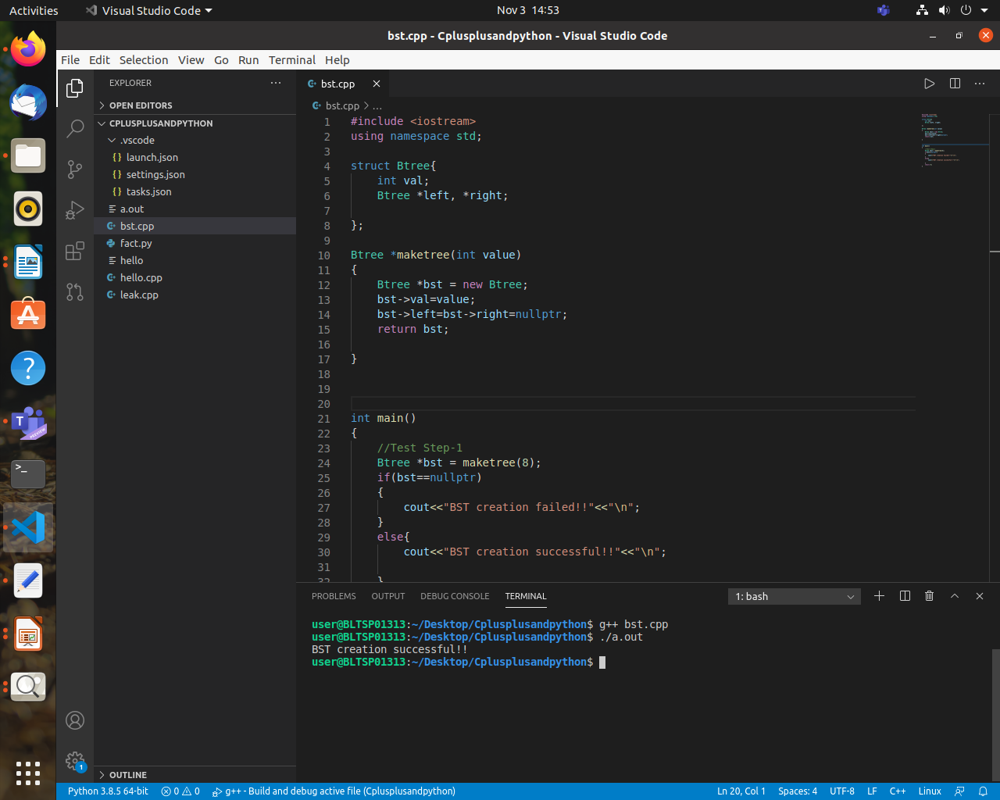 Activities
Visual Studio Code
Nov 3 14:53
bst.cpp - Cplusplusandpython - Visual Studio Code
File Edit Selection View Go Run Terminal Help
EXPLORER
OPEN EDITORS
CPLUSPLUSANDPYTHON
.vscode
{} launch.json
{} settings.json
{} tasks.json
a.out
bst.cpp
fact.py
hello
hello.cpp
leak.cpp
OUTLINE
bst.cpp
bst.cpp > ...
1 #include <iostream>
2 using namespace std;
3
4 struct Btree{
5 int val;
6 Btree *left, *right;
7
8 };
9
10 Btree *maketree(int value)
11 {
12 Btree *bst = new Btree;
13 bst->val=value;
14 bst->left=bst->right=nullptr;
15 return bst;
16
17 }
18
19
20
21 int main()
22 {
23 //Test Step-1
24 Btree *bst = maketree(8);
25 if(bst==nullptr)
26 {
27 cout<<"BST creation failed!!"<<"\n";
28 }
29 else{
30 cout<<"BST creation successful!!"<<"\n";
31
32 }
PROBLEMS OUTPUT DEBUG CONSOLE TERMINAL
1: bash
user@BLTSP01313:~/Desktop/Cplusplusandpython$ g++ bst.cpp
user@BLTSP01313:~/Desktop/Cplusplusandpython$ ./a.out
BST creation successful!!
user@BLTSP01313:~/Desktop/Cplusplusandpython$
1
Python 3.8.5 64-bit 0 0 g++ - Build and debug active file (Cplusplusandpython) Ln 20, Col 1 Spaces: 4 UTF-8 LF C++ Linux